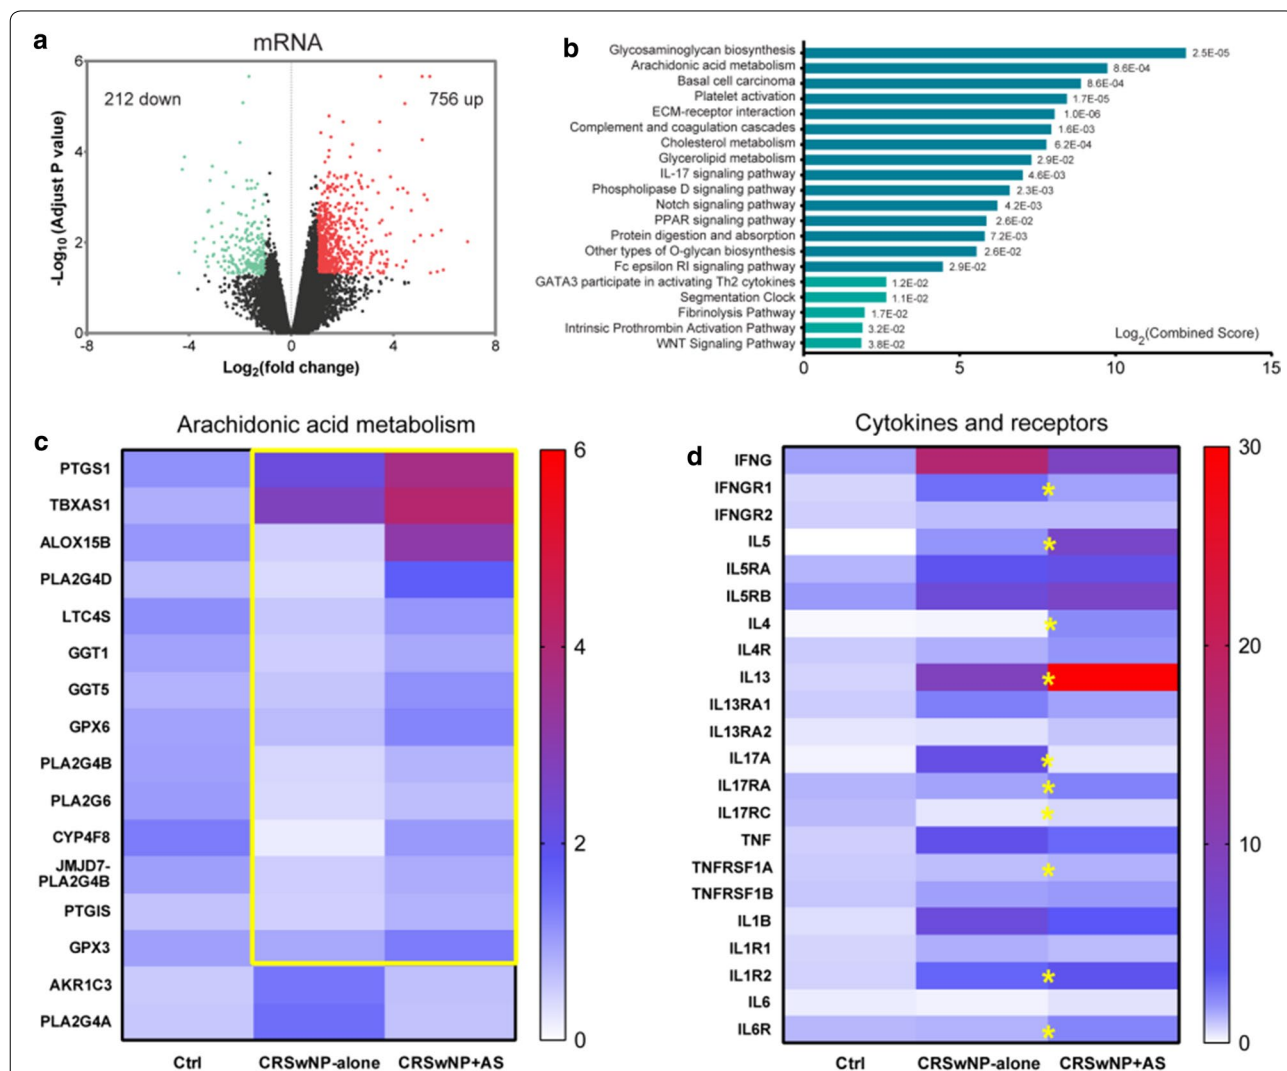 a
mRNA
6
4
2
0
-Log10 (Adjust P value)
212 down
756 up
-8
-4
0
4
8
Log2(fold change)
b
Glycosaminoglycan biosynthesis 2.5E-05
Arachidonic acid metabolism 8.6E-04
Basal cell carcinoma 8.6E-04
Platelet activation 1.7E-05
ECM-receptor interaction 1.0E-06
Complement and coagulation cascades 1.6E-03
Cholesterol metabolism 6.2E-04
Glycerolipid metabolism 2.9E-02
IL-17 signaling pathway 4.6E-03
Phospholipase D signaling pathway 2.3E-03
Notch signaling pathway 4.2E-03
PPAR signaling pathway 2.6E-02
Protein digestion and absorption 7.2E-03
Other types of O-glycan biosynthesis 2.6E-02
Fc epsilon RI signaling pathway 2.9E-02
GATA3 participate in activating Th2 cytokines 1.2E-02
Segmentation Clock 1.1E-02
Fibrinolysis Pathway 1.7E-02
Intrinsic Prothrombin Activation Pathway 3.2E-02
WNT Signaling Pathway 3.8E-02
Log2(Combined Score)
0
5
10
15
c
Arachidonic acid metabolism
PTGS1
TBXAS1
ALOX15B
PLA2G4D
LTC4S
GGT1
GGT5
GPX6
PLA2G4B
PLA2G6
CYP4F8
JMJD7-
PLA2G4B
PTGIS
GPX3
AKR1C3
PLA2G4A
Ctrl
CRSwNP-alone
CRSwNP+AS
6
4
2
0
d
Cytokines and receptors
IFNG
IFNGR1 *
IFNGR2
IL5 *
IL5RA
IL5RB
IL4 *
IL4R
IL13 *
IL13RA1
IL13RA2
IL17A *
IL17RA *
IL17RC *
TNF
TNFRSF1A *
TNFRSF1B
IL1B
IL1R1
IL1R2 *
IL6
IL6R *
Ctrl
CRSwNP-alone
CRSwNP+AS
30
20
10
0